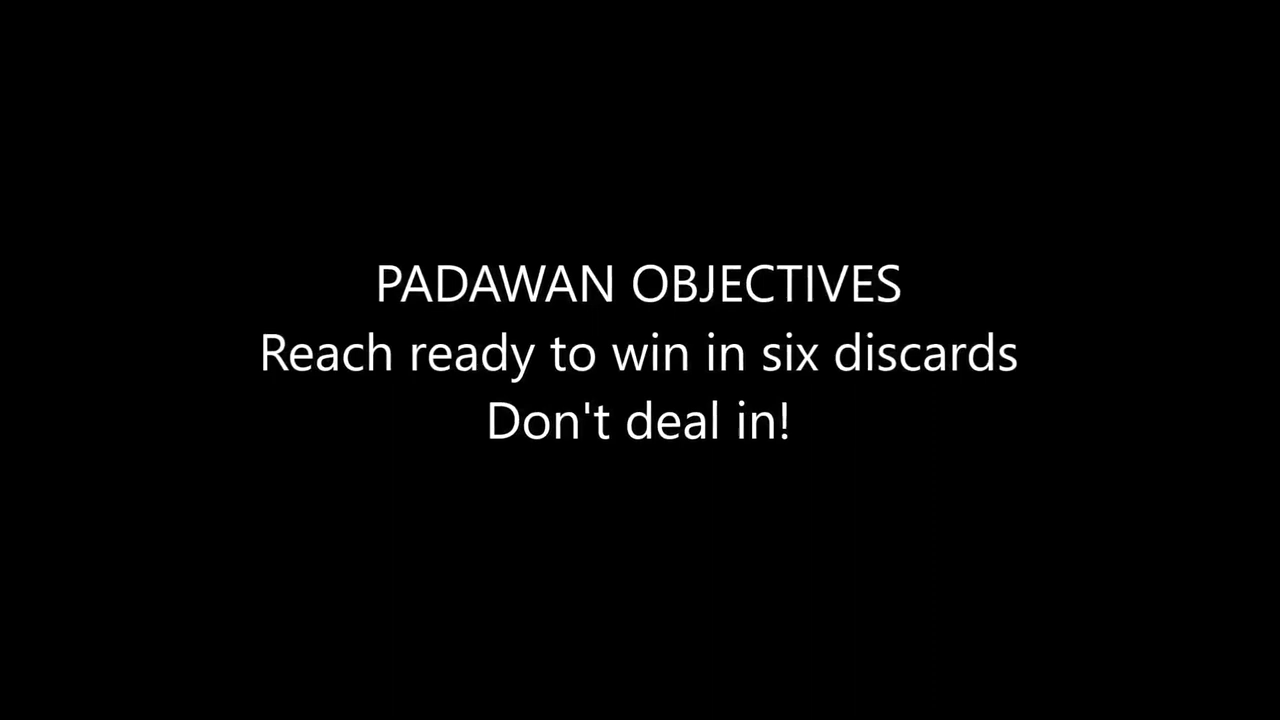 PADAWAN OBJECTIVES
Reach ready to win in six discards
Don't deal in!